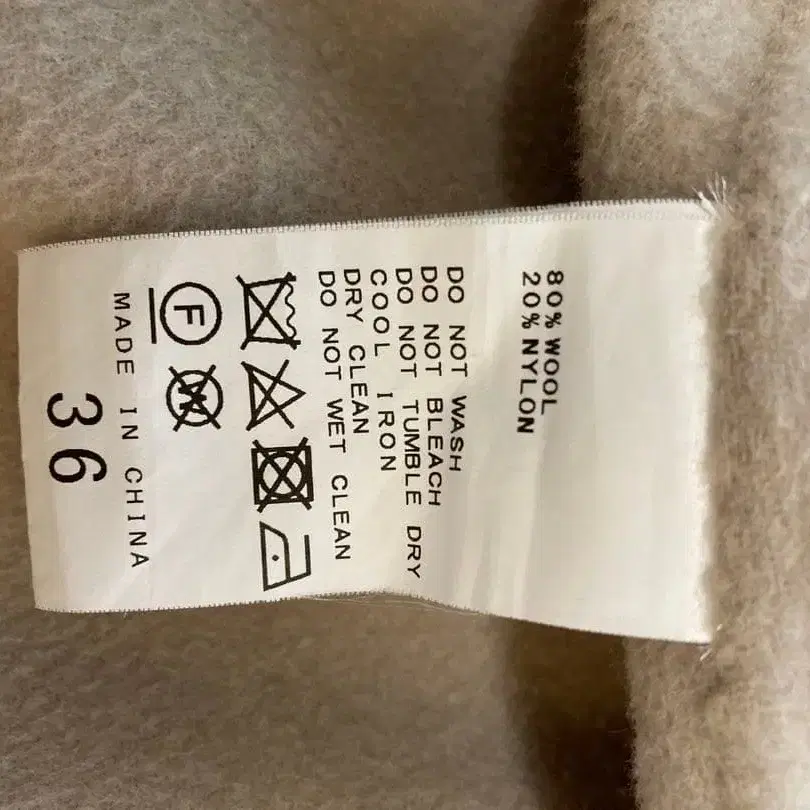 80% WOOL
20% NYLON
DO NOT WASH
DO NOT BLEACH
DO NOT TUMBLE DRY
COOL IRON
DRY CLEAN
DO NOT WET CLEAN
F W
MADE IN CHINA
36